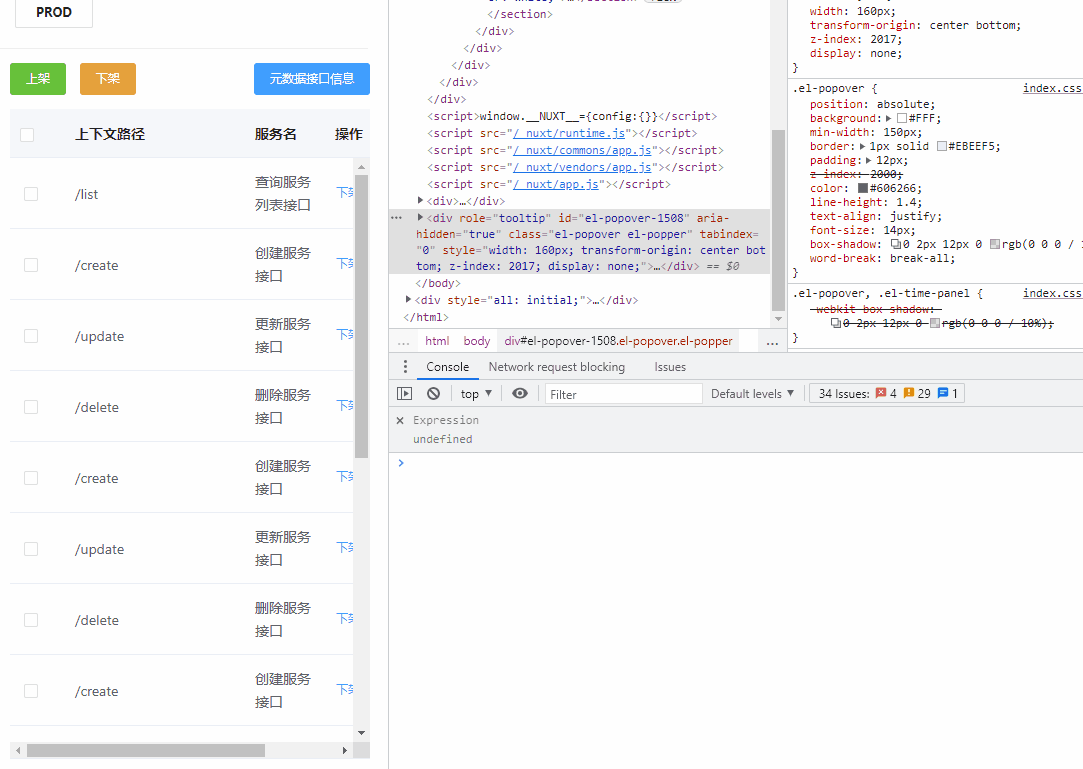 PROD
上架
下架
元数据接口信息
上下文路径
服务名
操作
/list
查询服务
列表接口
/create
创建服务
接口
/update
更新服务
接口
/delete
删除服务
接口
/create
创建服务
接口
/update
更新服务
接口
/delete
删除服务
接口
/create
创建服务
接口
</section>
</div>
</div>
</div>
</div>
</div>
<script>window.__NUXT__={config:{}}</script>
<script src="/_nuxt/runtime.js"></script>
<script src="/_nuxt/commons/app.js"></script>
<script src="/_nuxt/vendors/app.js"></script>
<script src="/_nuxt/app.js"></script>
<div>…</div>
<div role="tooltip" id="el-popover-1508" aria-
hidden="true" class="el-popover el-popper" tabindex=
"0" style="width: 160px; transform-origin: center bot
tom; z-index: 2017; display: none;">…</div> == $0
</body>
<div style="all: initial;">…</div>
</html>
… html body div#el-popover-1508.el-popover.el-popper …
width: 160px;
transform-origin: center bottom;
z-index: 2017;
display: none;
}
.el-popover { index.css
position: absolute;
background: #FFF;
min-width: 150px;
border: 1px solid #EBEEF5;
padding: 12px;
z-index: 2000;
color: #606266;
line-height: 1.4;
text-align: justify;
font-size: 14px;
box-shadow: 0 2px 12px 0 rgb(0 0 0 / 1
word-break: break-all;
}
.el-popover, .el-time-panel { index.css
-webkit-box-shadow:
0 2px 12px 0 rgb(0 0 0 / 10%);
}
Console Network request blocking Issues
top Filter Default levels 34 Issues: 4 29 1
Expression
undefined